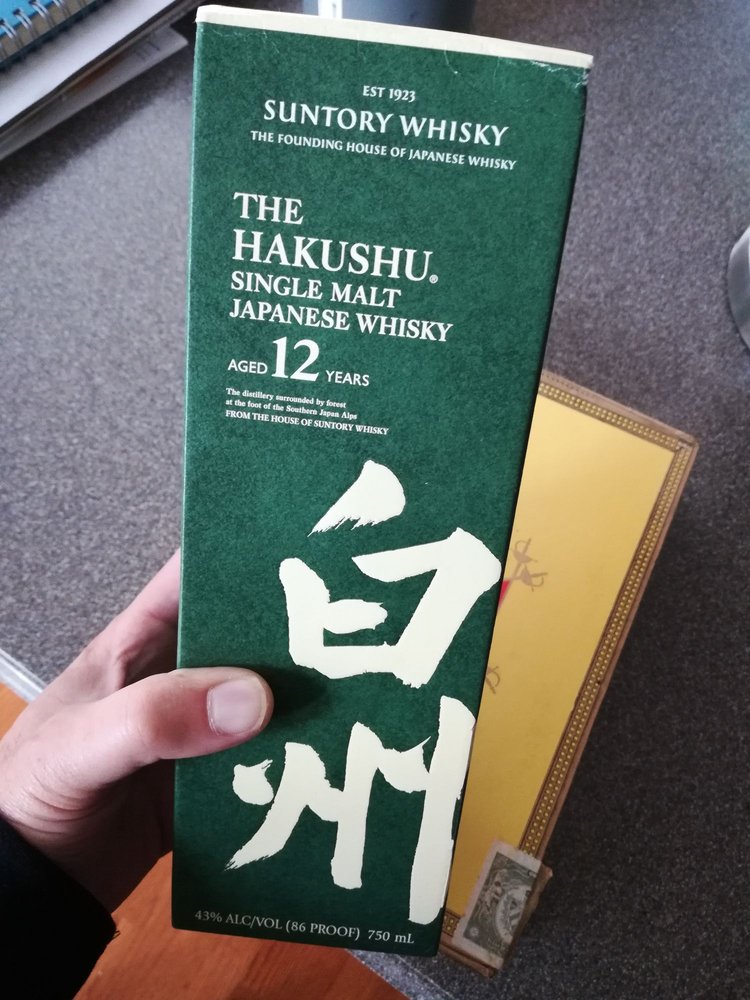 EST 1923
SUNTORY WHISKY
THE FOUNDING HOUSE OF JAPANESE WHISKY
THE
HAKUSHU®
SINGLE MALT
JAPANESE WHISKY
AGED 12 YEARS
The distillery surrounded by forest
at the foot of the Southern Japan Alps
FROM THE HOUSE OF SUNTORY WHISKY
白
州
43% ALC/VOL (86 PROOF) 750 mL